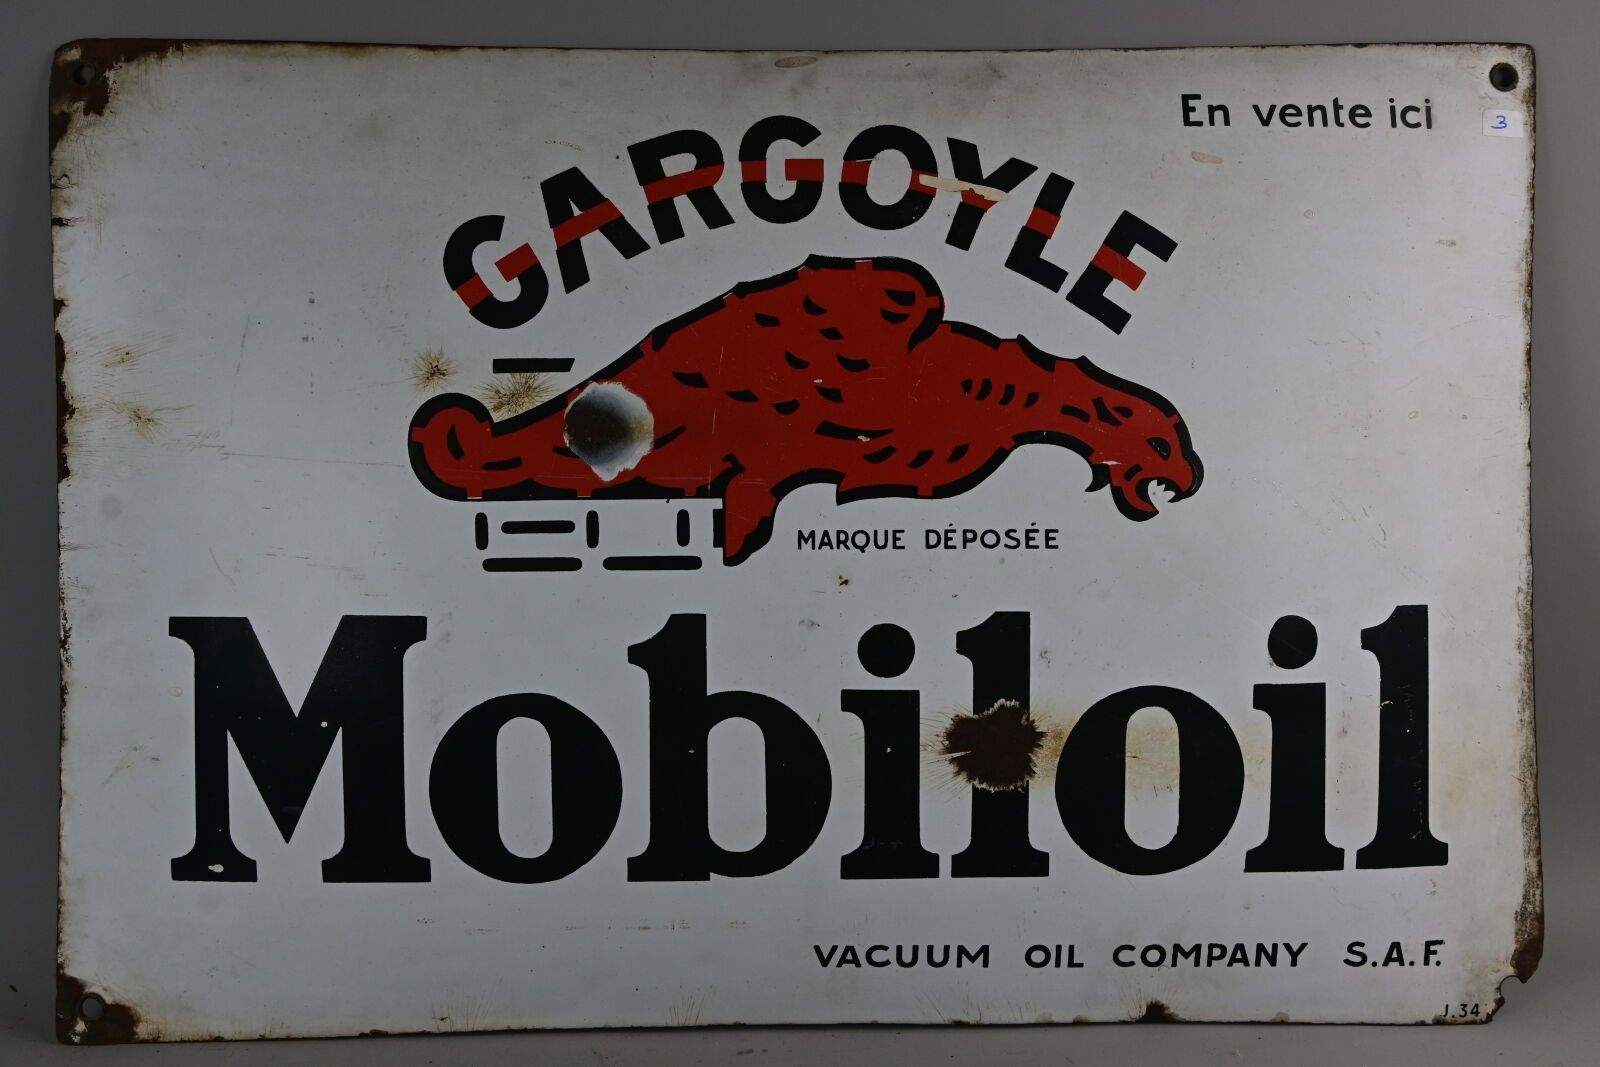 En vente ici
3
GARGOYLE
MARQUE DÉPOSÉE
Mobiloil
VACUUM OIL COMPANY S.A.F.
J.34